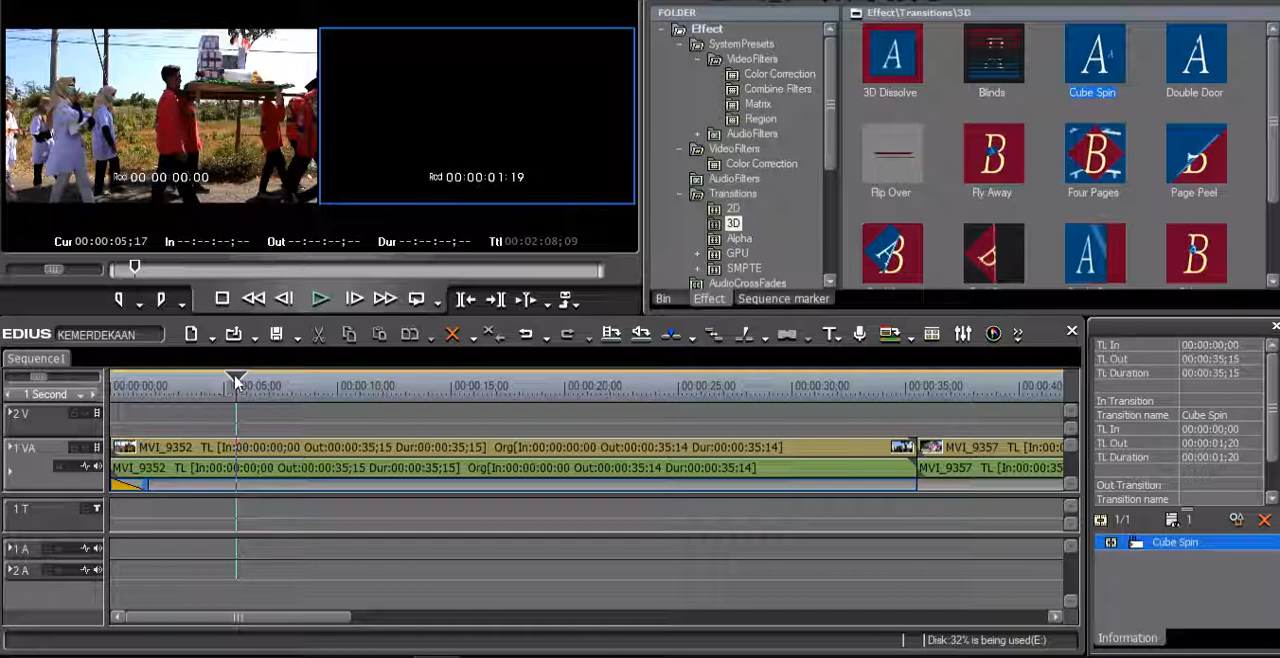 Rcd 00:00:00:00
Rcd 00:00:01:19
Cur 00:00:05;17 In --:--:--;-- Out --:--:--;-- Dur --:--:--;-- Ttl 00:02:08;09
FOLDER
Effect
SystemPresets
VideoFilters
Color Correction
Combine Filters
Matrix
Region
AudioFilters
VideoFilters
Color Correction
AudioFilters
Transitions
2D
3D
Alpha
GPU
SMPTE
AudioCrossFades
Bin Effect Sequence marker
Effect\Transitions\3D
3D Dissolve Blinds Cube Spin Double Door
Flip Over Fly Away Four Pages Page Peel
EDIUS KEMERDEKAAN
Sequence1
1 Second
00:00:00;00 05;00 00:00:10;00 00:00:15;00 00:00:20;00 00:00:25;00 00:00:30;00 00:00:35;00 00:00:40
2 V
1 VA
MVI_9352 TL [In:00:00:00;00 Out:00:00:35;15 Dur:00:00:35;15] Org[In:00:00:00:00 Out:00:00:35:14 Dur:00:00:35:14]
MVI_9357 TL [In:00:0
MVI_9352 TL [In:00:00:00;00 Out:00:00:35;15 Dur:00:00:35;15] Org[In:00:00:00:00 Out:00:00:35:14 Dur:00:00:35:14]
MVI_9357 TL [In:00:00:35
1 T
1 A
2 A
Disk:32% is being used(E:)
TL In 00:00:00;00
TL Out 00:00:35;15
TL Duration 00:00:35;15
In Transition
Transition name Cube Spin
TL In 00:00:00;00
TL Out 00:00:01;20
TL Duration 00:00:01;20
Out Transition
Transition name
1/1 1
Cube Spin
Information